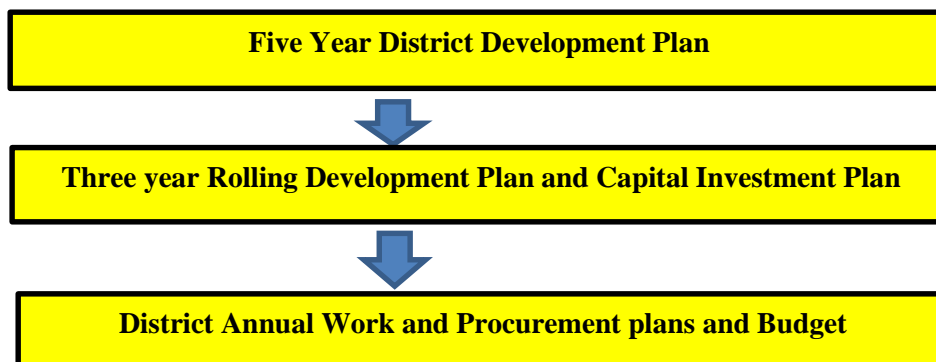 Five Year District Development Plan
Three year Rolling Development Plan and Capital Investment Plan
District Annual Work and Procurement plans and Budget